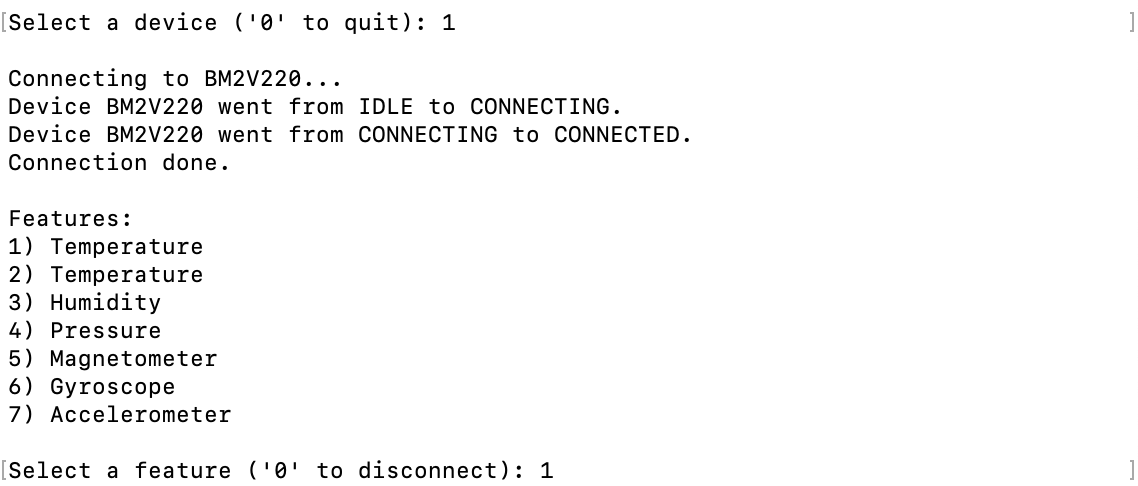 [Select a device ('0' to quit): 1 ]
Connecting to BM2V220...
Device BM2V220 went from IDLE to CONNECTING.
Device BM2V220 went from CONNECTING to CONNECTED.
Connection done.
Features:
1) Temperature
2) Temperature
3) Humidity
4) Pressure
5) Magnetometer
6) Gyroscope
7) Accelerometer
[Select a feature ('0' to disconnect): 1 ]